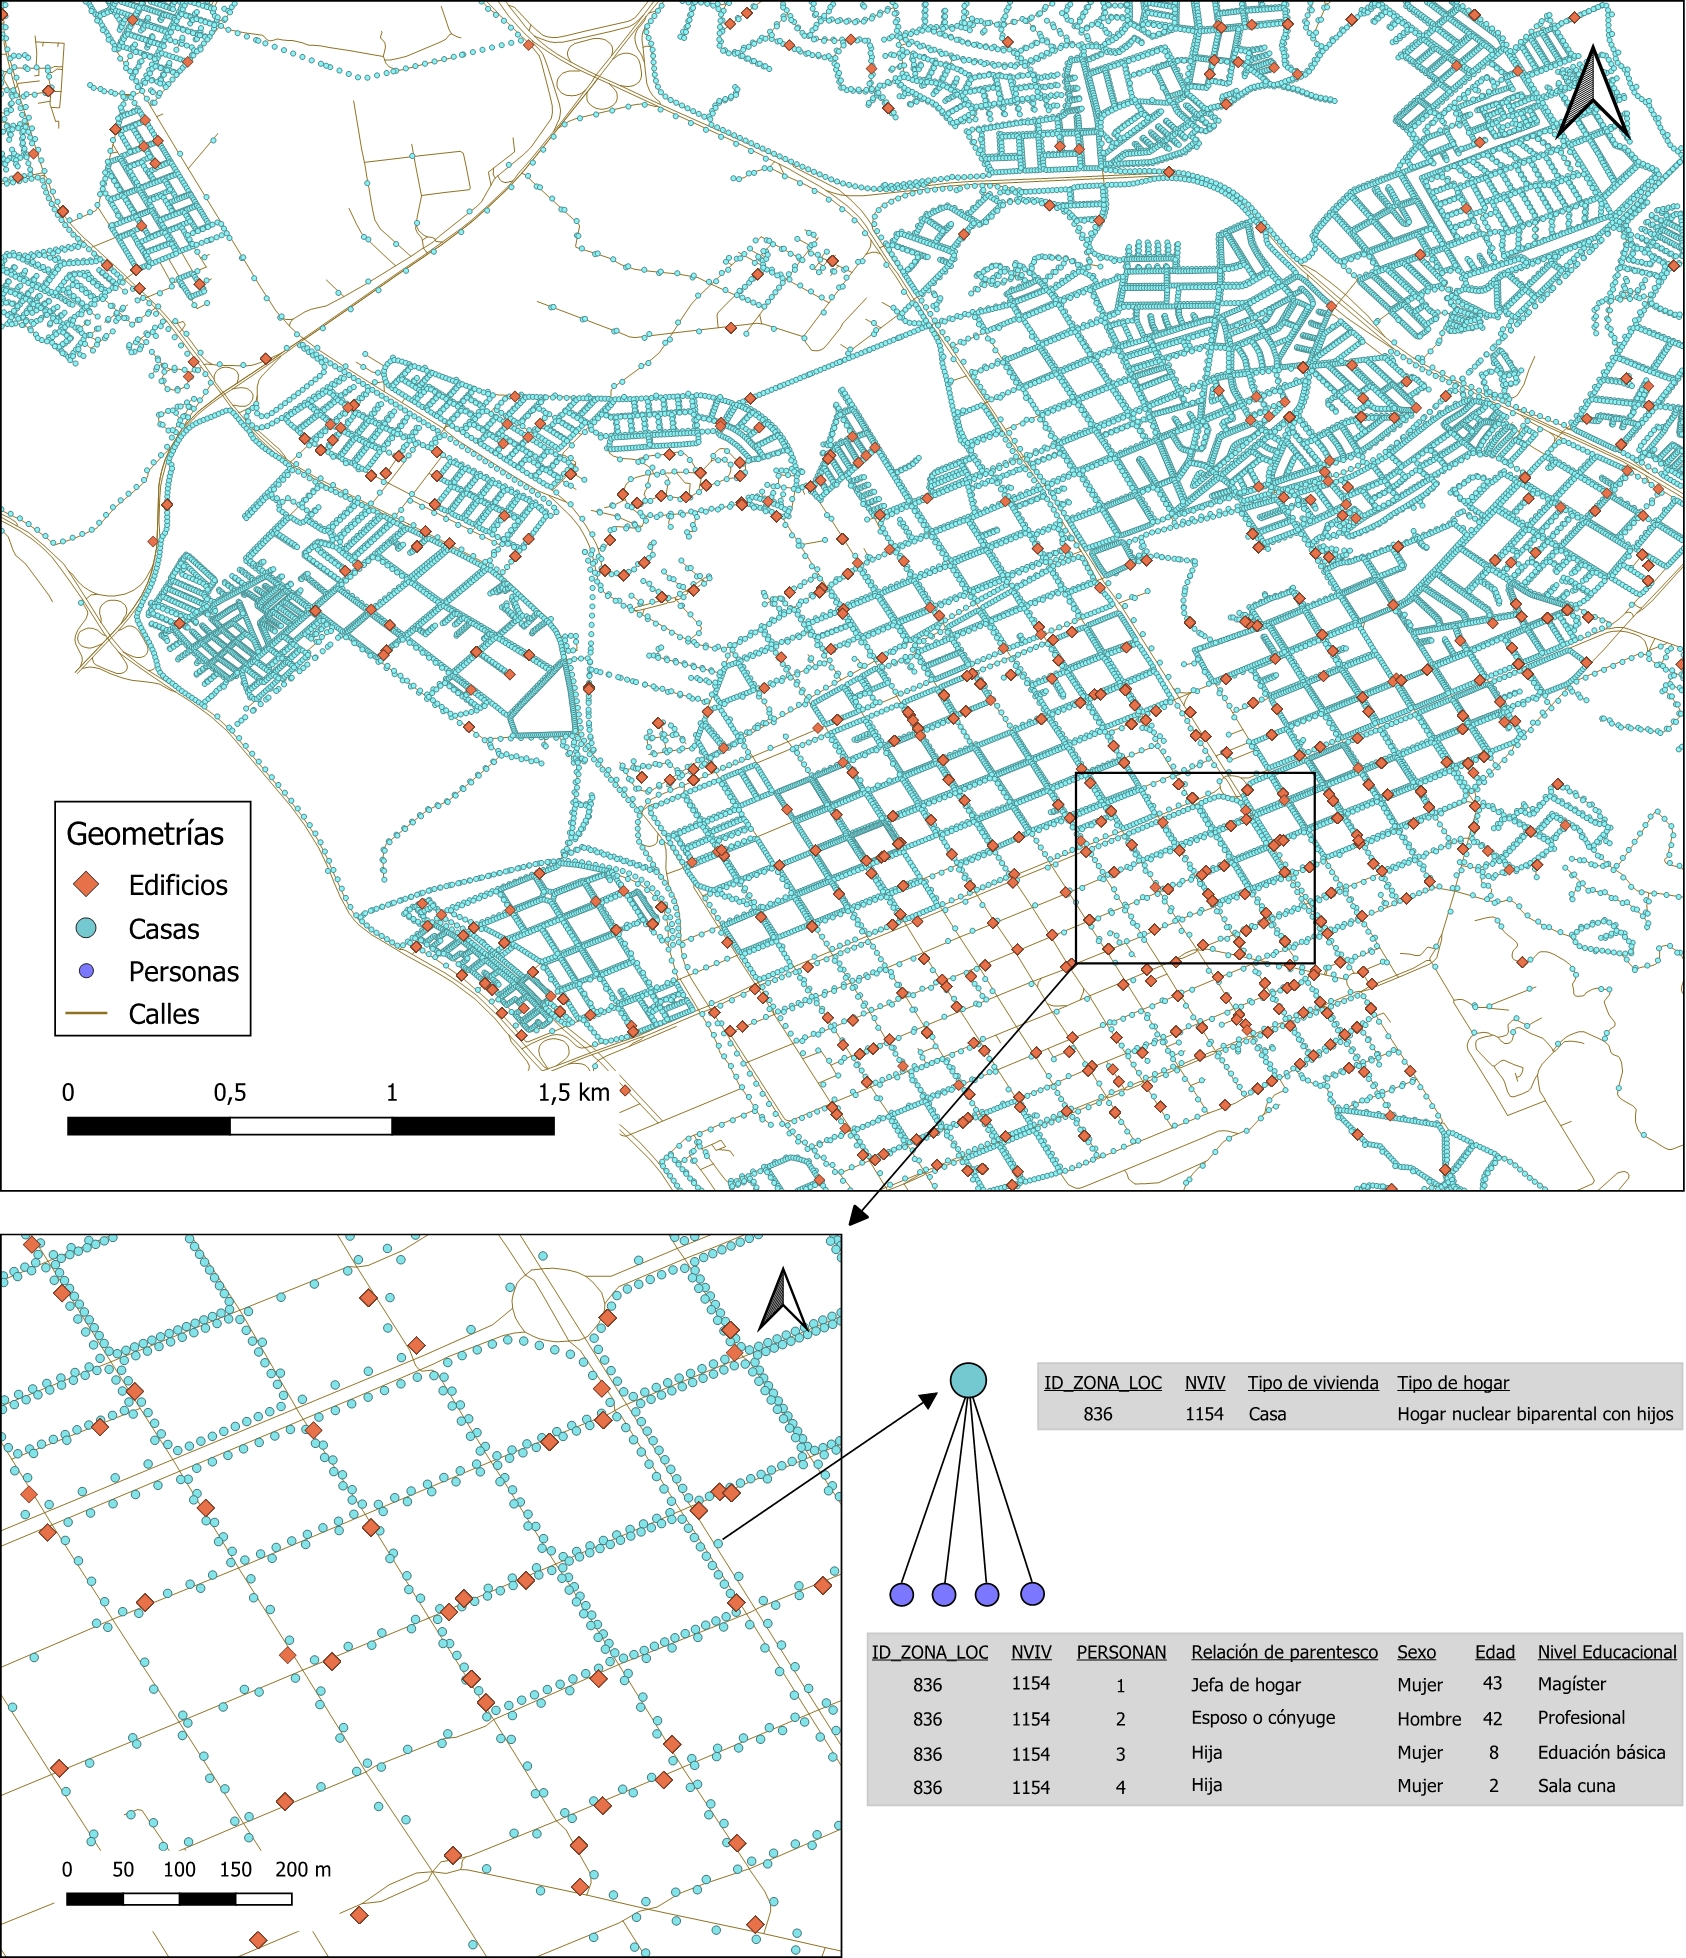 Geometrías
Edificios
Casas
Personas
Calles
0 0,5 1 1,5 km
ID_ZONA_LOC NVIV Tipo de vivienda Tipo de hogar
836 1154 Casa Hogar nuclear biparental con hijos
ID_ZONA_LOC NVIV PERSONAN Relación de parentesco Sexo Edad Nivel Educacional
836 1154 1 Jefa de hogar Mujer 43 Magíster
836 1154 2 Esposo o cónyuge Hombre 42 Profesional
836 1154 3 Hija Mujer 8 Eduación básica
836 1154 4 Hija Mujer 2 Sala cuna
0 50 100 150 200 m